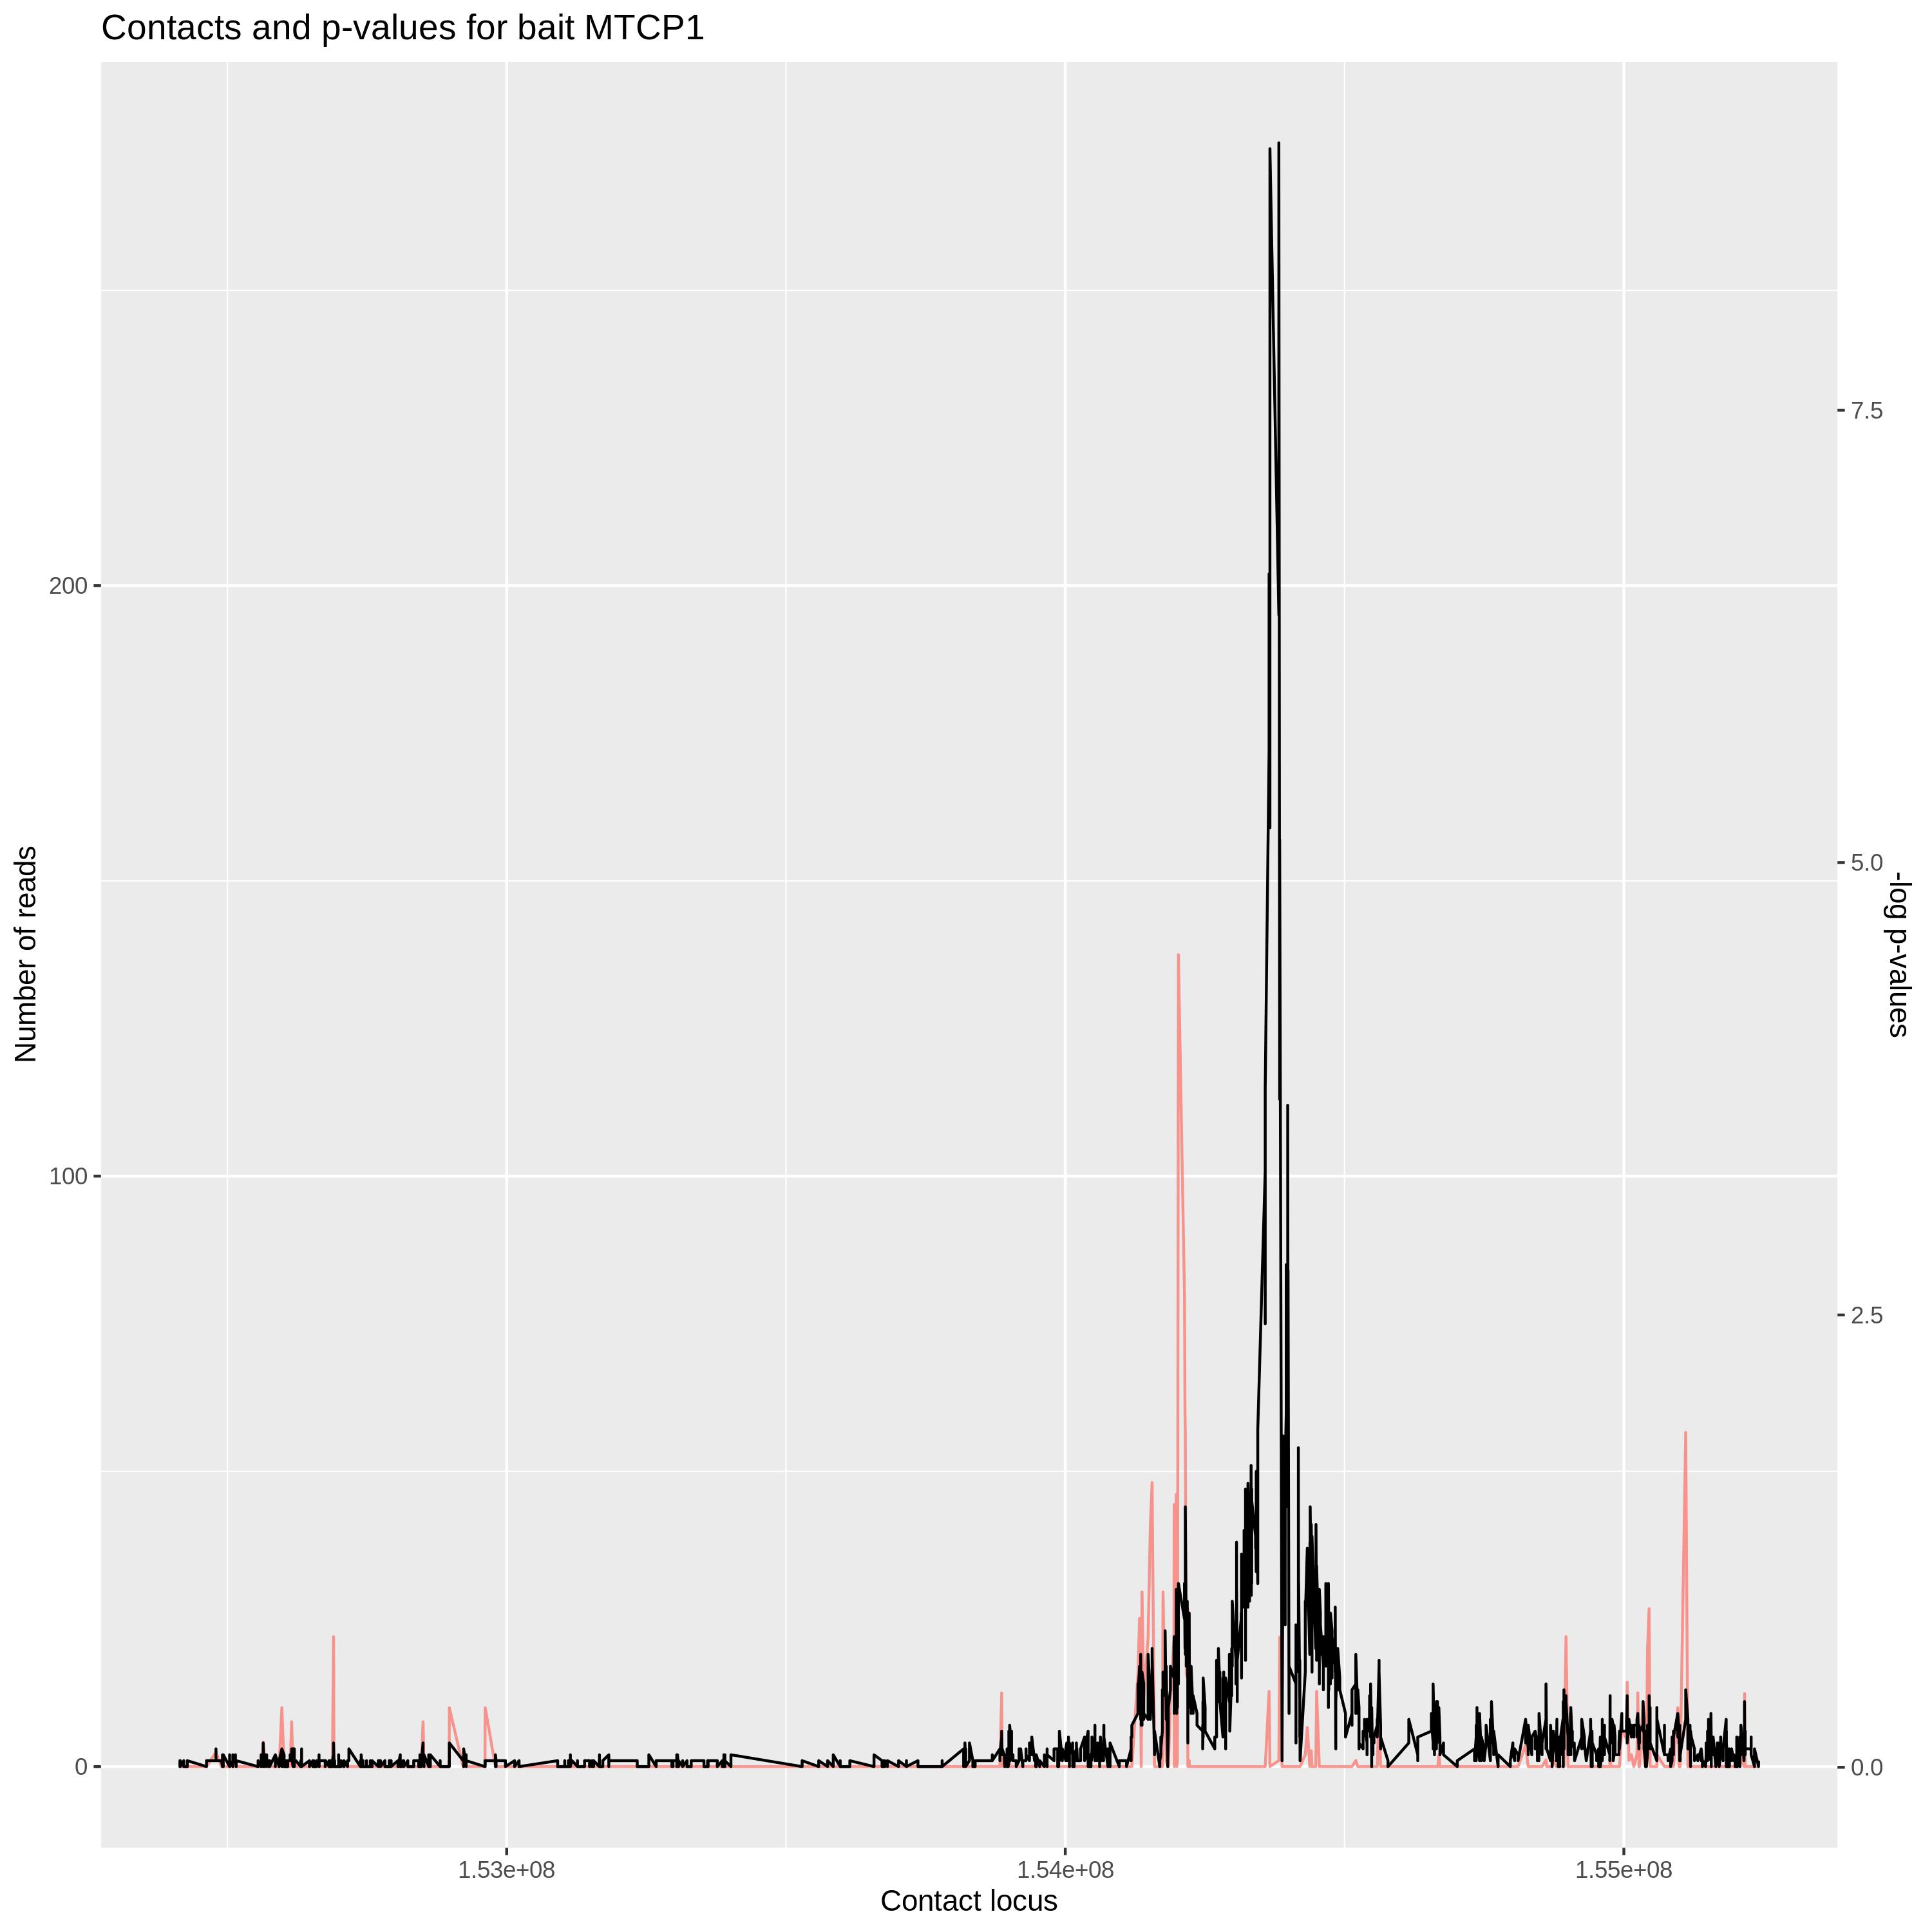 Contacts and p-values for bait MTCP1
Number of reads
200
100
0
7.5
5.0
2.5
0.0
-log p-values
1.53e+08
1.54e+08
1.55e+08
Contact locus